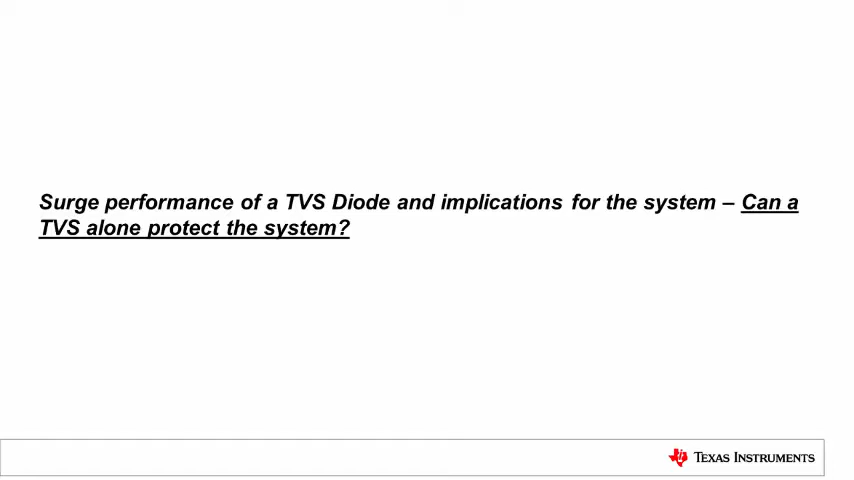 Surge performance of a TVS Diode and implications for the system – Can a
TVS alone protect the system?
TEXAS INSTRUMENTS